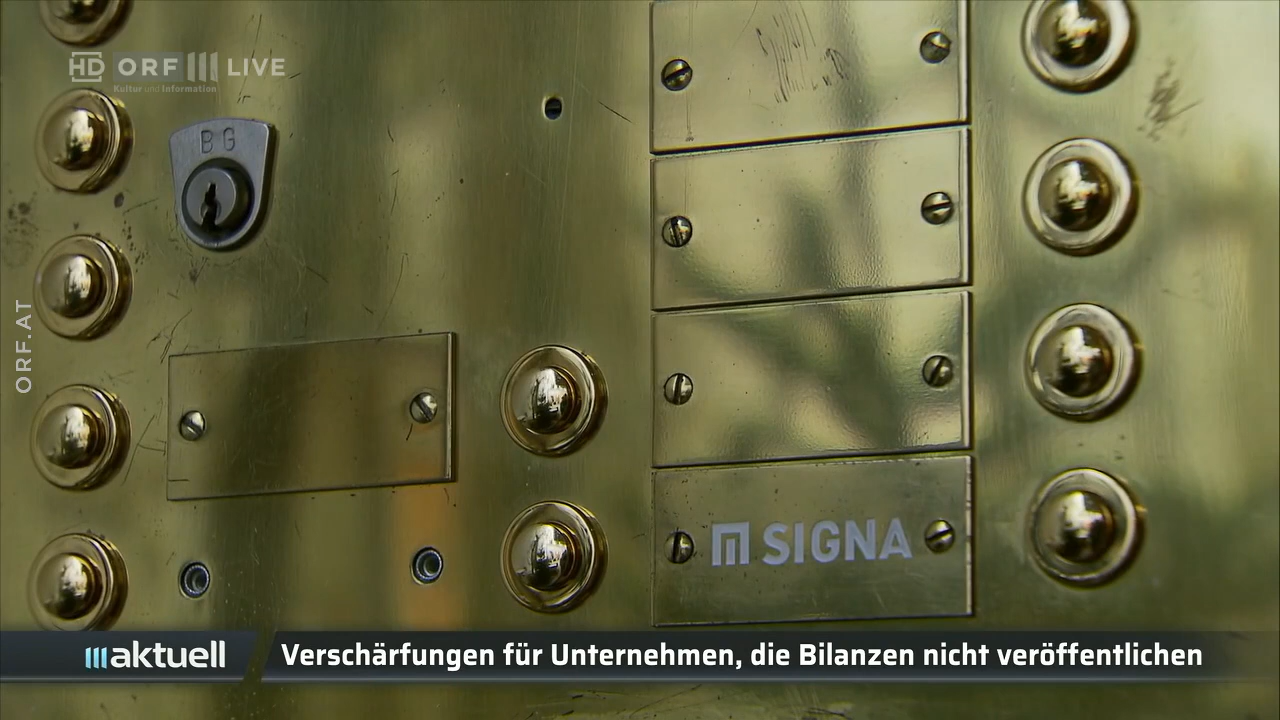 HD ORF III LIVE
Kultur und Information
BG
ORF.AT
SIGNA
III aktuell
Verschärfungen für Unternehmen, die Bilanzen nicht veröffentlichen